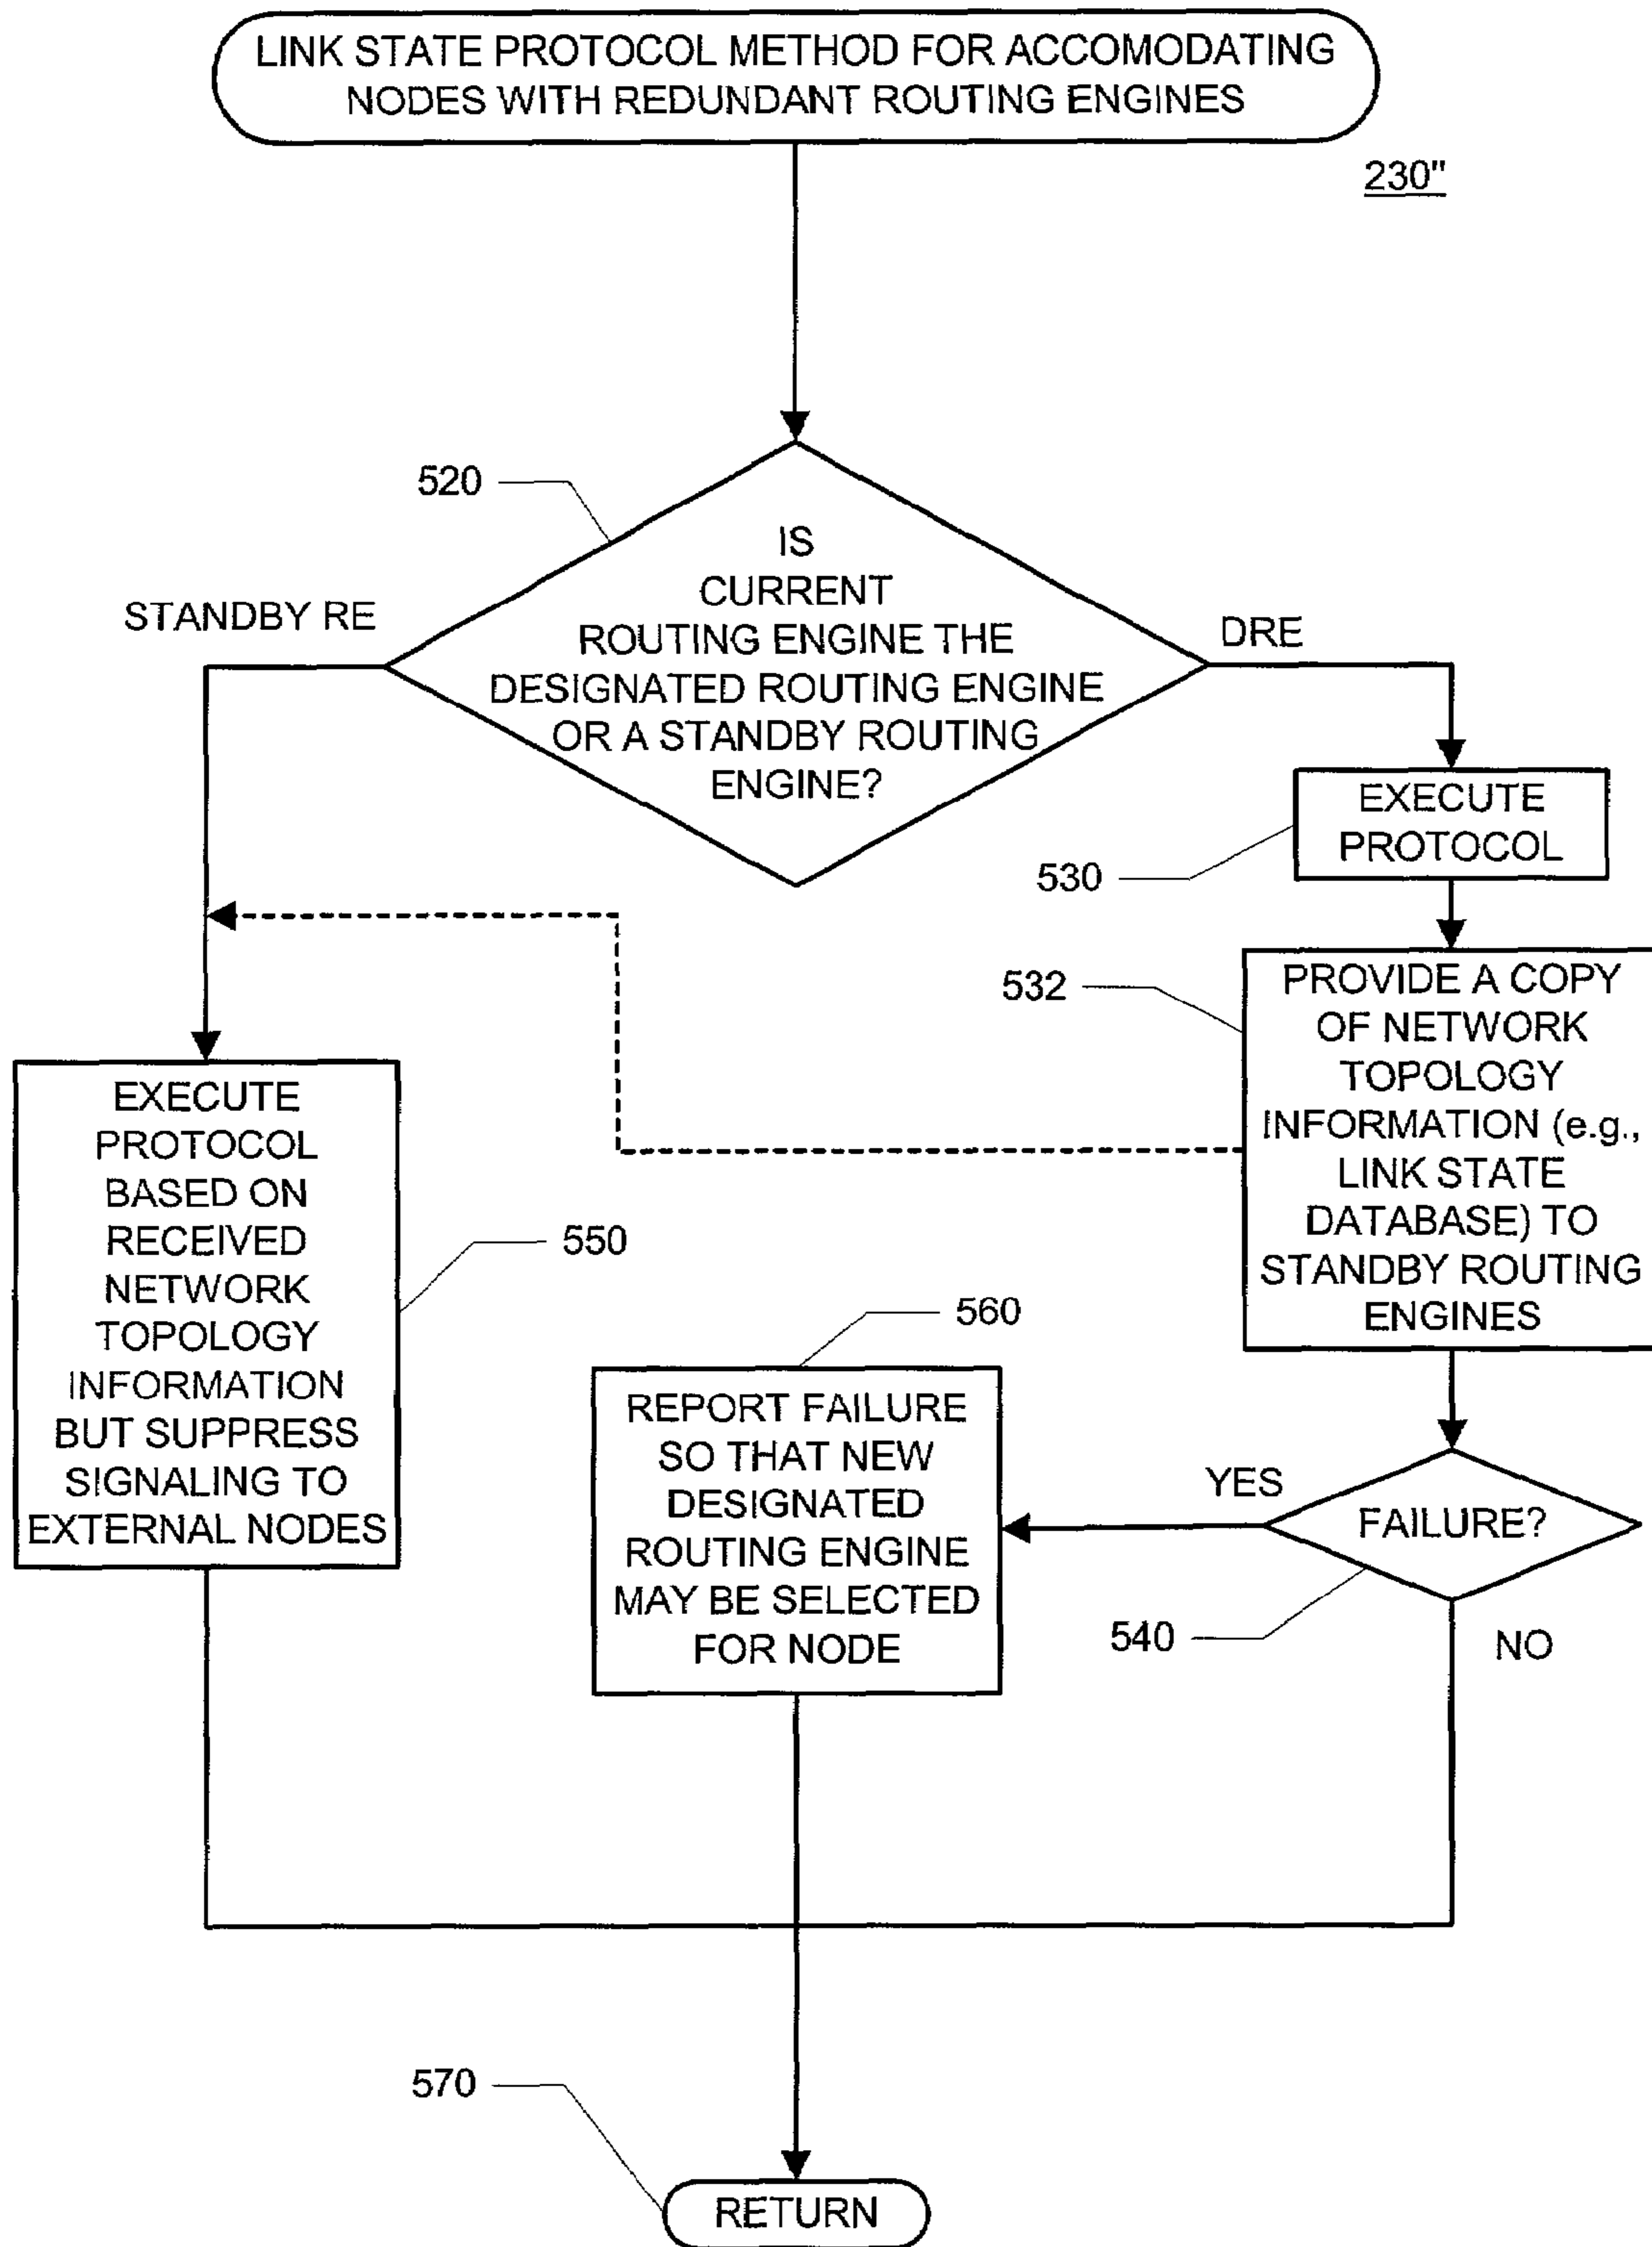 LINK STATE PROTOCOL METHOD FOR ACCOMODATING
NODES WITH REDUNDANT ROUTING ENGINES
230"
520
IS
CURRENT
ROUTING ENGINE THE
DESIGNATED ROUTING ENGINE
OR A STANDBY ROUTING
ENGINE?
STANDBY RE
DRE
EXECUTE
PROTOCOL
530
532
PROVIDE A COPY
OF NETWORK
TOPOLOGY
INFORMATION (e.g.,
LINK STATE
DATABASE) TO
STANDBY ROUTING
ENGINES
EXECUTE
PROTOCOL
BASED ON
RECEIVED
NETWORK
TOPOLOGY
INFORMATION
BUT SUPPRESS
SIGNALING TO
EXTERNAL NODES
550
560
REPORT FAILURE
SO THAT NEW
DESIGNATED
ROUTING ENGINE
MAY BE SELECTED
FOR NODE
YES
FAILURE?
540
NO
570
RETURN